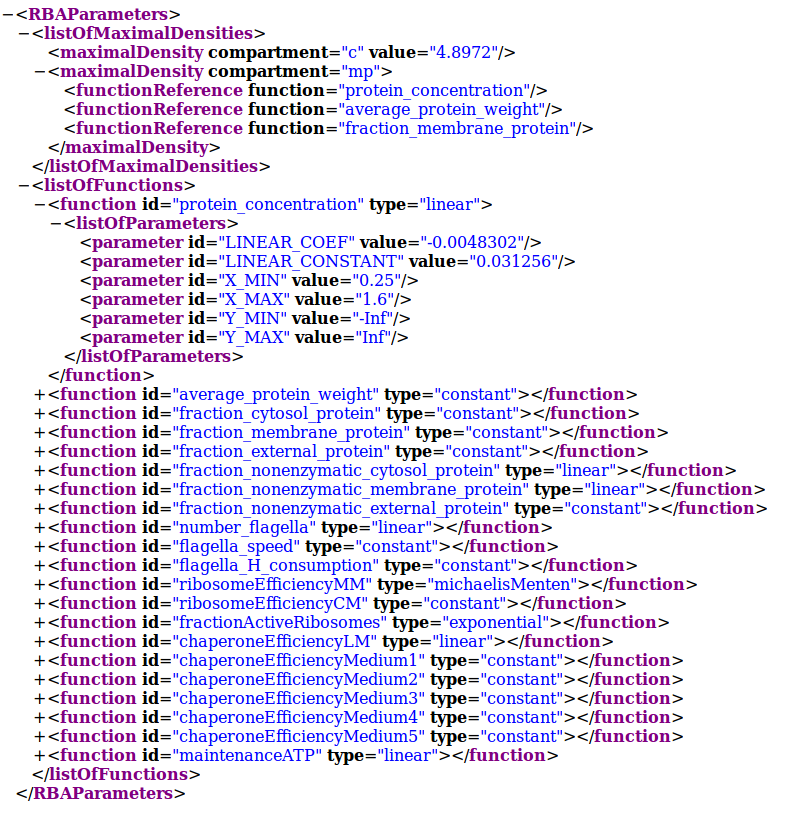 −<RBAParameters>
−<listOfMaximalDensities>
<maximalDensity compartment="c" value="4.8972"/>
−<maximalDensity compartment="mp">
<functionReference function="protein_concentration"/>
<functionReference function="average_protein_weight"/>
<functionReference function="fraction_membrane_protein"/>
</maximalDensity>
</listOfMaximalDensities>
−<listOfFunctions>
−<function id="protein_concentration" type="linear">
−<listOfParameters>
<parameter id="LINEAR_COEF" value="-0.0048302"/>
<parameter id="LINEAR_CONSTANT" value="0.031256"/>
<parameter id="X_MIN" value="0.25"/>
<parameter id="X_MAX" value="1.6"/>
<parameter id="Y_MIN" value="-Inf"/>
<parameter id="Y_MAX" value="Inf"/>
</listOfParameters>
</function>
+<function id="average_protein_weight" type="constant"></function>
+<function id="fraction_cytosol_protein" type="constant"></function>
+<function id="fraction_membrane_protein" type="constant"></function>
+<function id="fraction_external_protein" type="constant"></function>
+<function id="fraction_nonenzymatic_cytosol_protein" type="linear"></function>
+<function id="fraction_nonenzymatic_membrane_protein" type="linear"></function>
+<function id="fraction_nonenzymatic_external_protein" type="constant"></function>
+<function id="number_flagella" type="linear"></function>
+<function id="flagella_speed" type="constant"></function>
+<function id="flagella_H_consumption" type="constant"></function>
+<function id="ribosomeEfficiencyMM" type="michaelisMenten"></function>
+<function id="ribosomeEfficiencyCM" type="constant"></function>
+<function id="fractionActiveRibosomes" type="exponential"></function>
+<function id="chaperoneEfficiencyLM" type="linear"></function>
+<function id="chaperoneEfficiencyMedium1" type="constant"></function>
+<function id="chaperoneEfficiencyMedium2" type="constant"></function>
+<function id="chaperoneEfficiencyMedium3" type="constant"></function>
+<function id="chaperoneEfficiencyMedium4" type="constant"></function>
+<function id="chaperoneEfficiencyMedium5" type="constant"></function>
+<function id="maintenanceATP" type="linear"></function>
</listOfFunctions>
</RBAParameters>